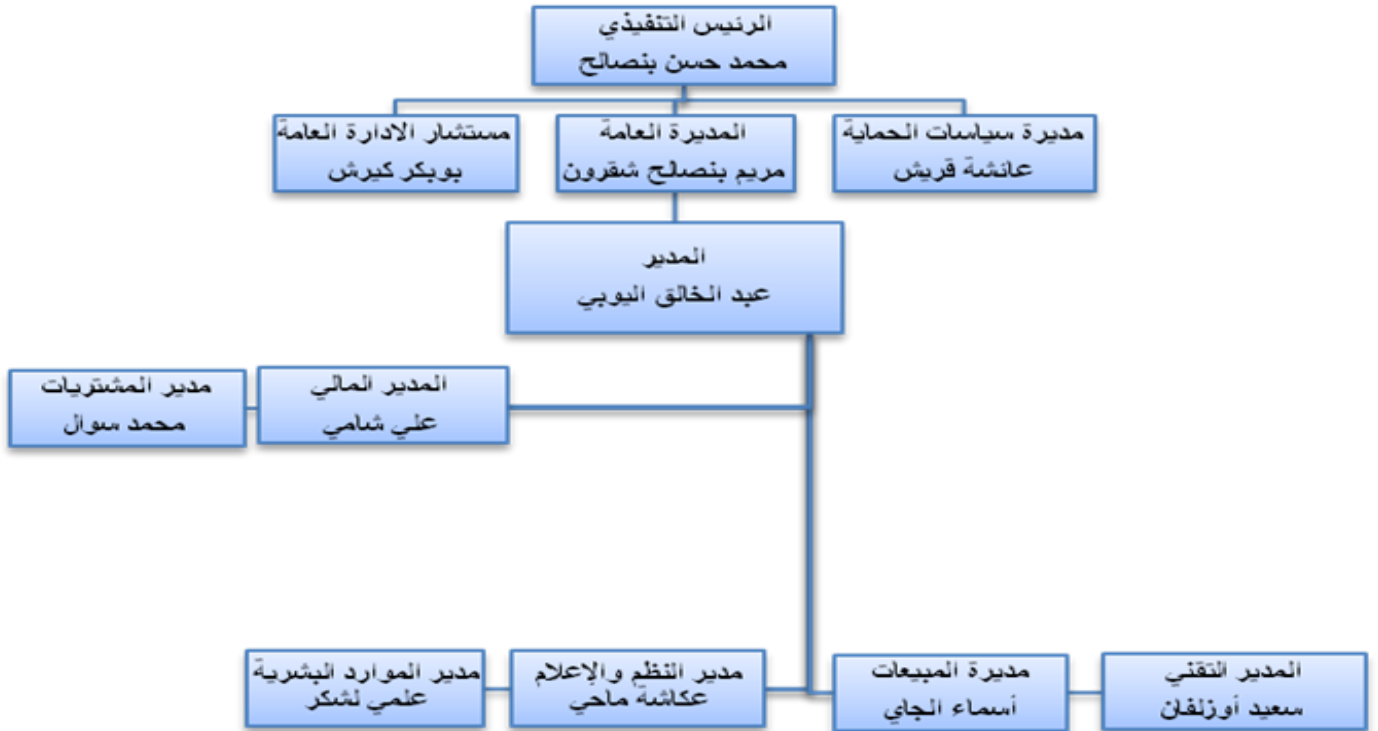 الرئيس التنفيذي
محمد حسن بنصالح
مديرة سياسات الحماية
عائشة قريش
المديرة العامة
مريم بنصالح شقرون
مستشار الادارة العامة
بوبكر كيرش
المدير
عبد الخالق اليوبي
المدير المالي
علي شامي
مدير المشتريات
محمد سوال
المدير التقني
سعيد أوزلفان
مديرة المبيعات
أسماء الجاي
مدير النظم والإعلام
عكاشة ماحي
مدير الموارد البشرية
علمي لشكر